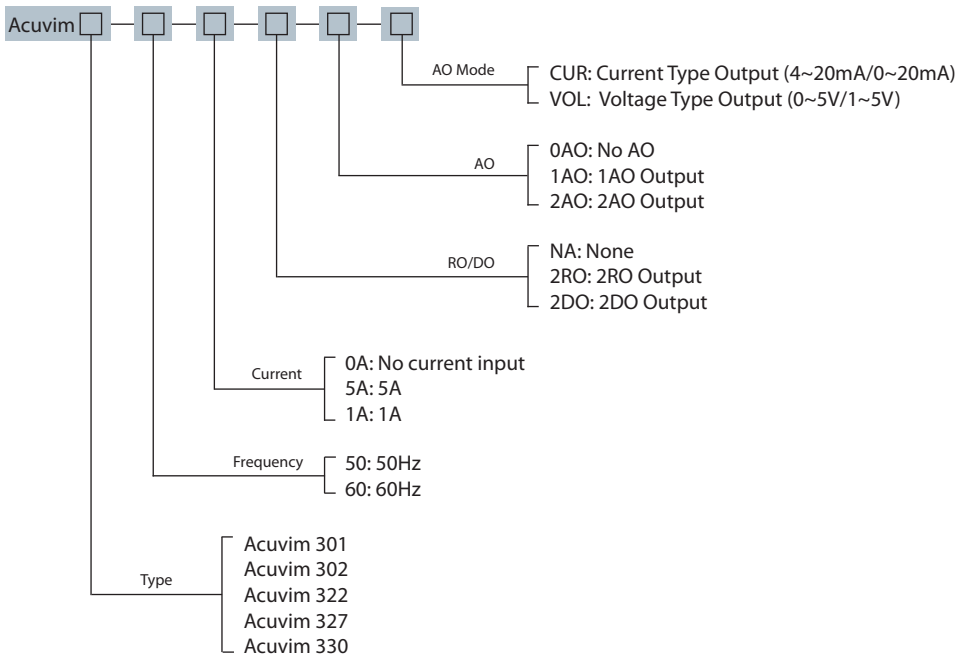 Acuvim
AO Mode
CUR: Current Type Output (4~20mA/0~20mA)
VOL: Voltage Type Output (0~5V/1~5V)
AO
0AO: No AO
1AO: 1AO Output
2AO: 2AO Output
RO/DO
NA: None
2RO: 2RO Output
2DO: 2DO Output
Current
0A: No current input
5A: 5A
1A: 1A
Frequency
50: 50Hz
60: 60Hz
Type
Acuvim 301
Acuvim 302
Acuvim 322
Acuvim 327
Acuvim 330